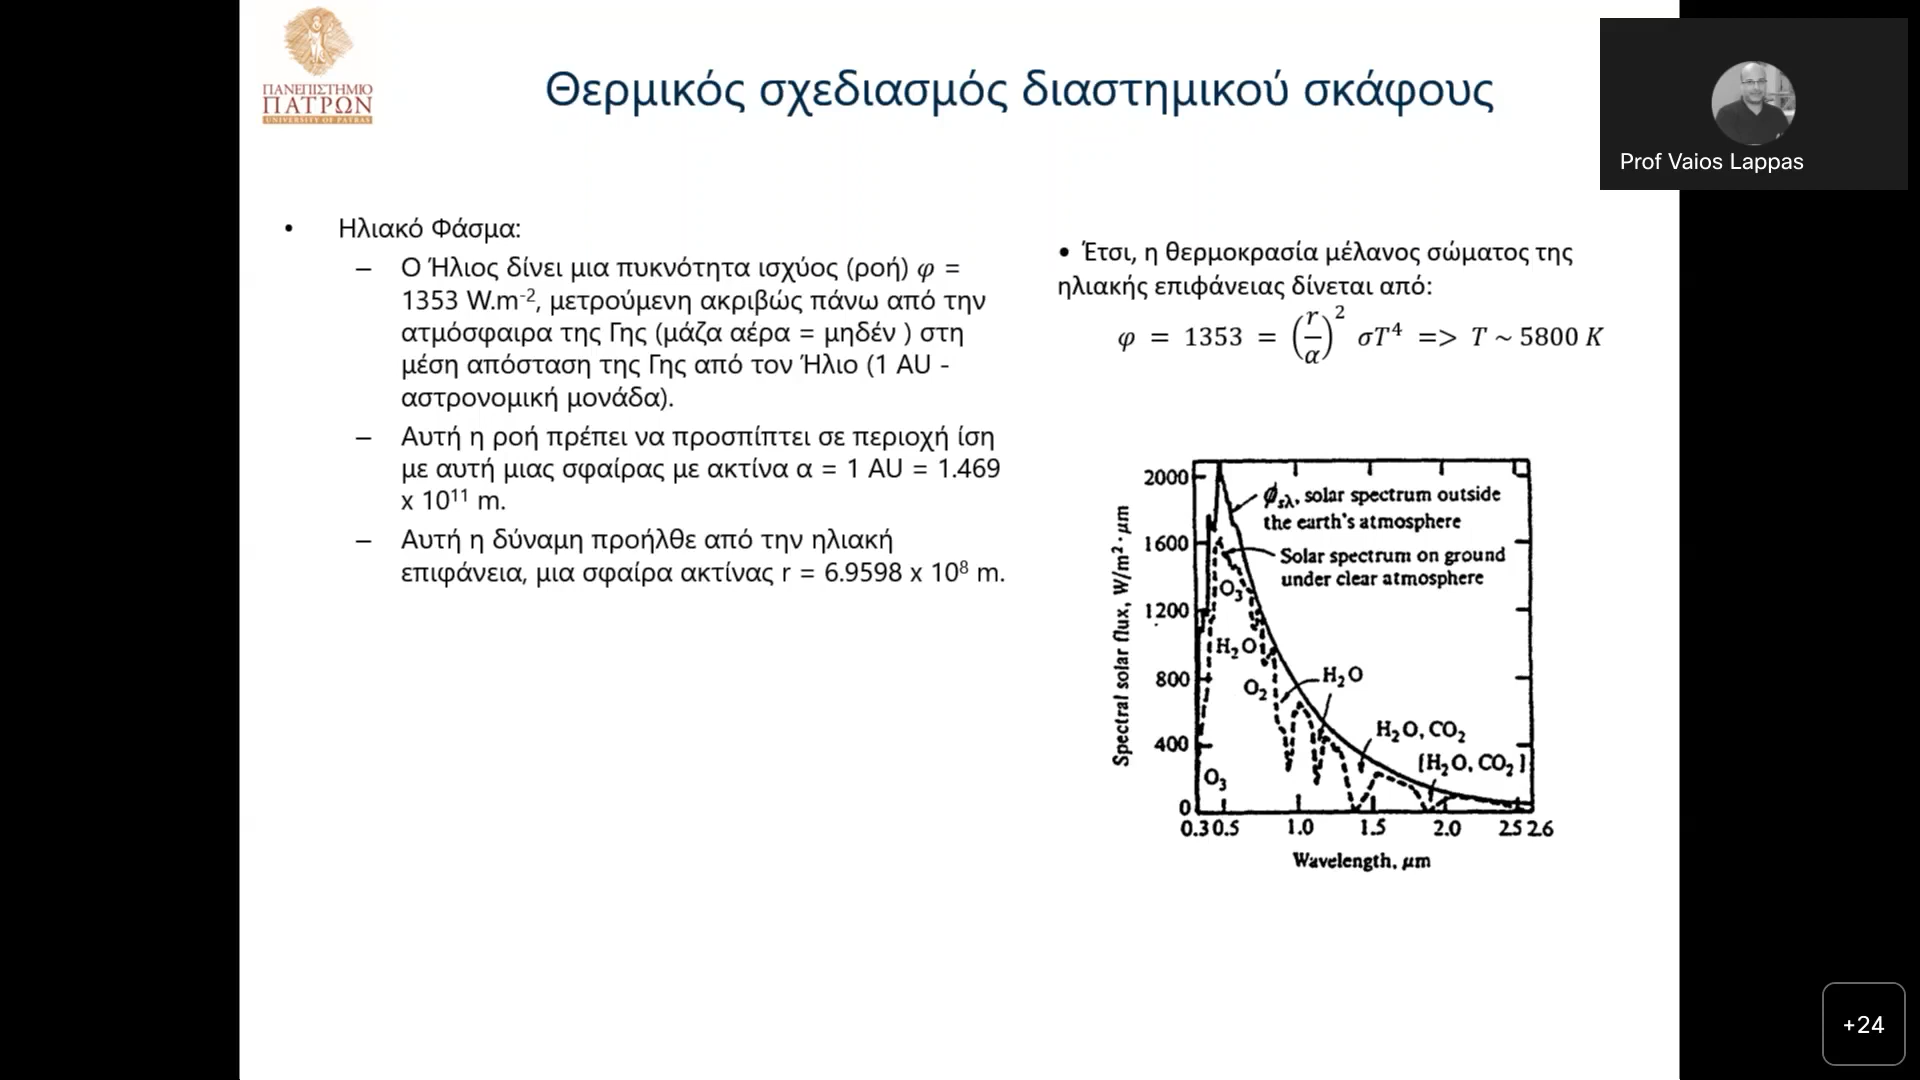 ΠΑΝΕΠΙΣΤΗΜΙΟ
ΠΑΤΡΩΝ
UNIVERSITY OF PATRAS
Θερμικός σχεδιασμός διαστημικού σκάφους
Prof Vaios Lappas
• Ηλιακό Φάσμα:
– Ο Ήλιος δίνει μια πυκνότητα ισχύος (ροή) φ =
1353 W.m⁻², μετρούμενη ακριβώς πάνω από την
ατμόσφαιρα της Γης (μάζα αέρα = μηδέν ) στη
μέση απόσταση της Γης από τον Ήλιο (1 AU -
αστρονομική μονάδα).
– Αυτή η ροή πρέπει να προσπίπτει σε περιοχή ίση
με αυτή μιας σφαίρας με ακτίνα α = 1 AU = 1.469
x 10¹¹ m.
– Αυτή η δύναμη προήλθε από την ηλιακή
επιφάνεια, μια σφαίρα ακτίνας r = 6.9598 x 10⁸ m.
• Έτσι, η θερμοκρασία μέλανος σώματος της
ηλιακής επιφάνειας δίνεται από:
φ = 1353 = (r/α)² σT⁴ => T ~ 5800 K
Spectral solar flux, W/m² · μm
2000
1600
1200
800
400
0
ϕsλ, solar spectrum outside
the earth's atmosphere
Solar spectrum on ground
under clear atmosphere
O₃
H₂O
O₂
H₂O
H₂O, CO₂
[H₂O, CO₂]
O₃
0.3 0.5 1.0 1.5 2.0 2.5 2.6
Wavelength, μm
+24